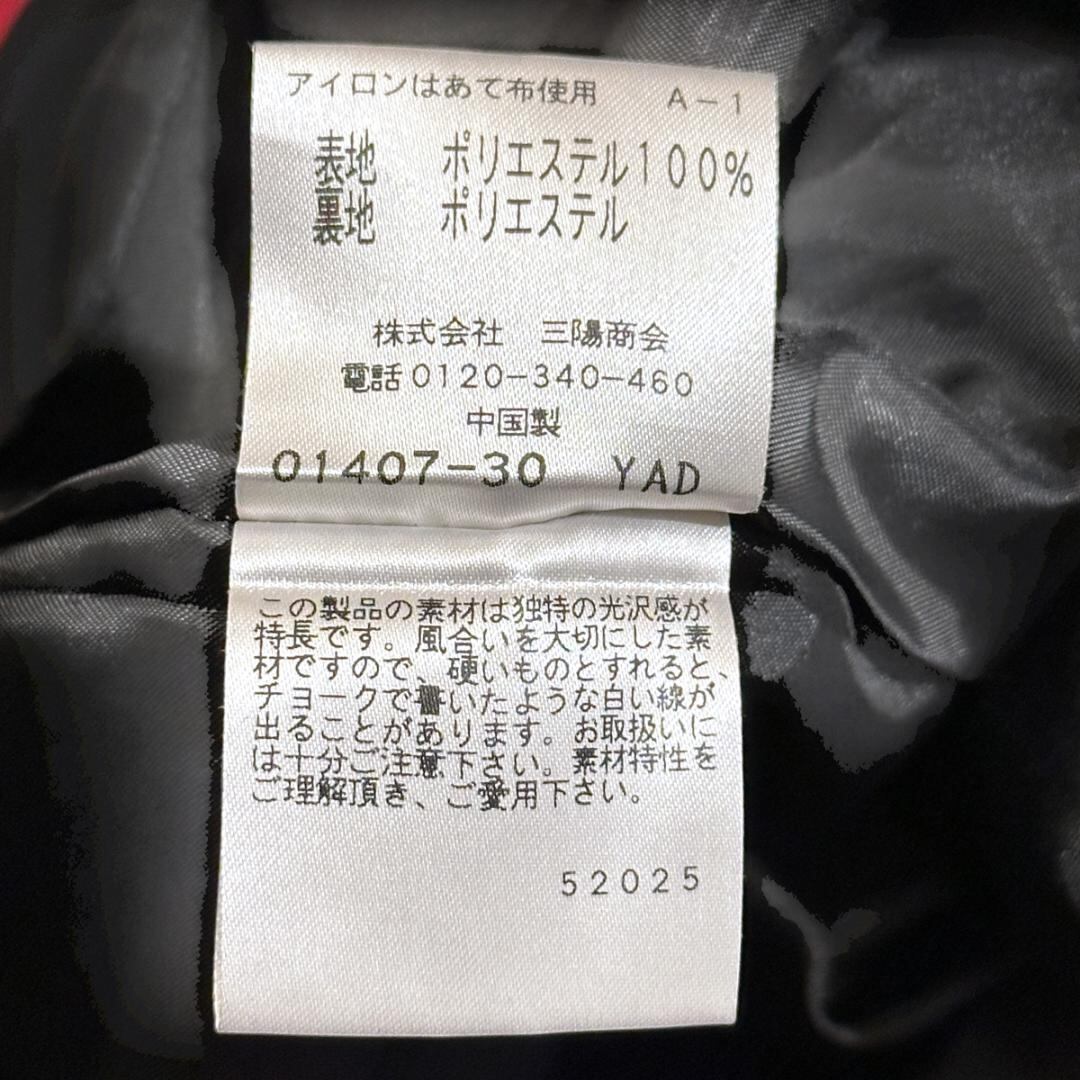 アイロンはあて布使用 A-1
表地 ポリエステル100%
裏地 ポリエステル
株式会社 三陽商会
電話0120-340-460
中国製
01407-30 YAD
この製品の素材は独特の光沢感が
特長です。風合いを大切にした素
材ですので、硬いものとすれると、
チョークで書いたような白い線が
出ることがあります。お取扱いに
は十分ご注意下さい。素材特性を
ご理解頂き、ご愛用下さい。
52025